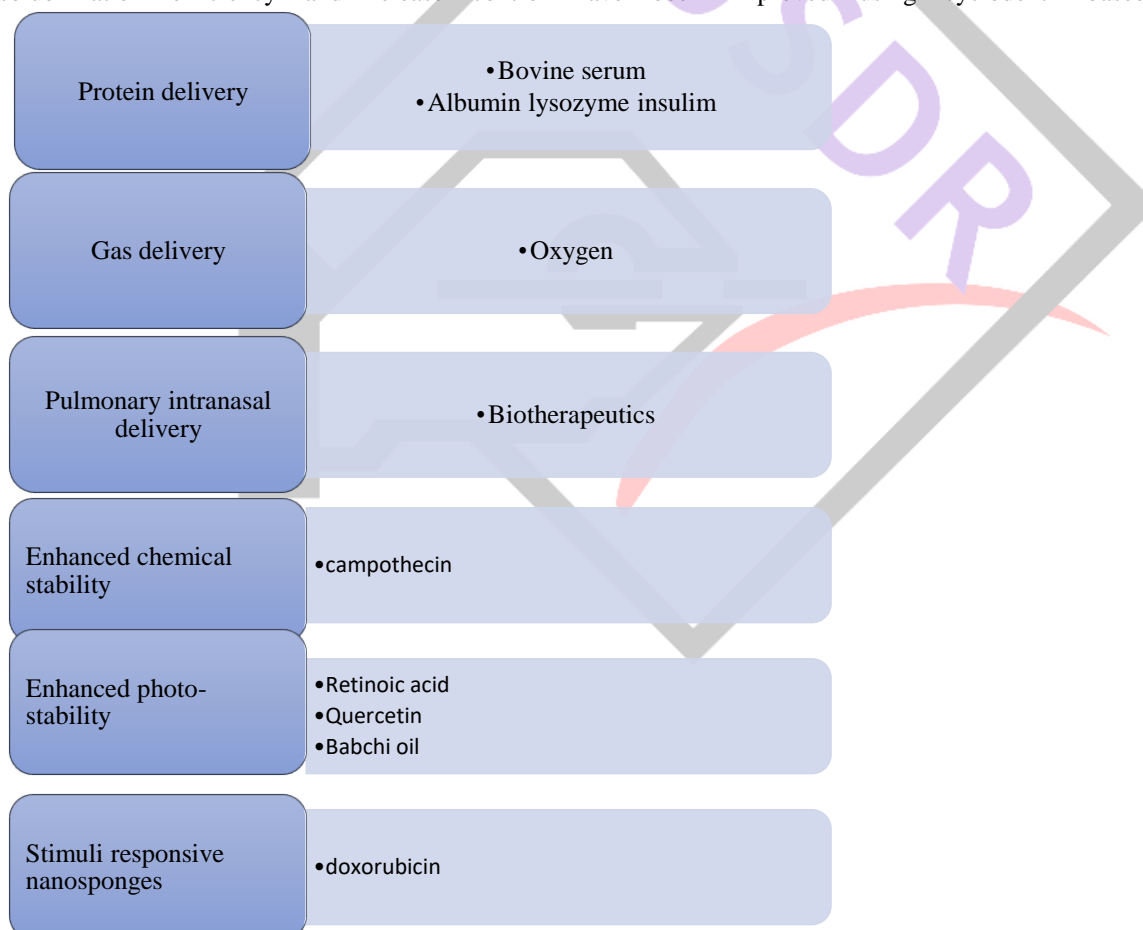 Protein delivery
•Bovine serum
•Albumin lysozyme insulim
Gas delivery
•Oxygen
Pulmonary intranasal
delivery
•Biotherapeutics
Enhanced chemical
stability
•campothecin
Enhanced photo-
stability
•Retinoic acid
•Quercetin
•Babchi oil
Stimuli responsive
nanosponges
•doxorubicin
SDR